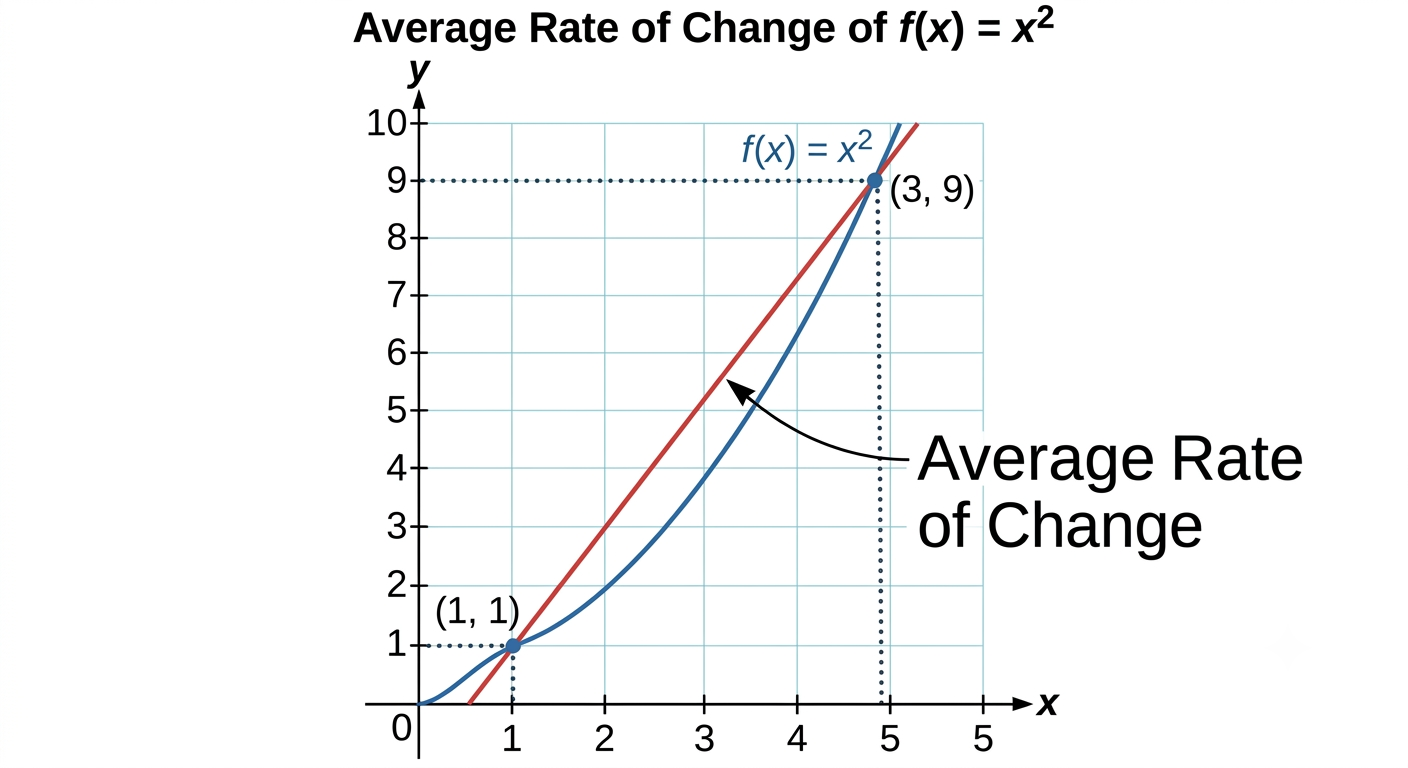 Average Rate of Change of f(x) = x²
y
10
f(x) = x²
9
(3, 9)
8
7
6
5
4
Average Rate
of Change
3
2
(1, 1)
1
x
0
1 2 3 4 5 5